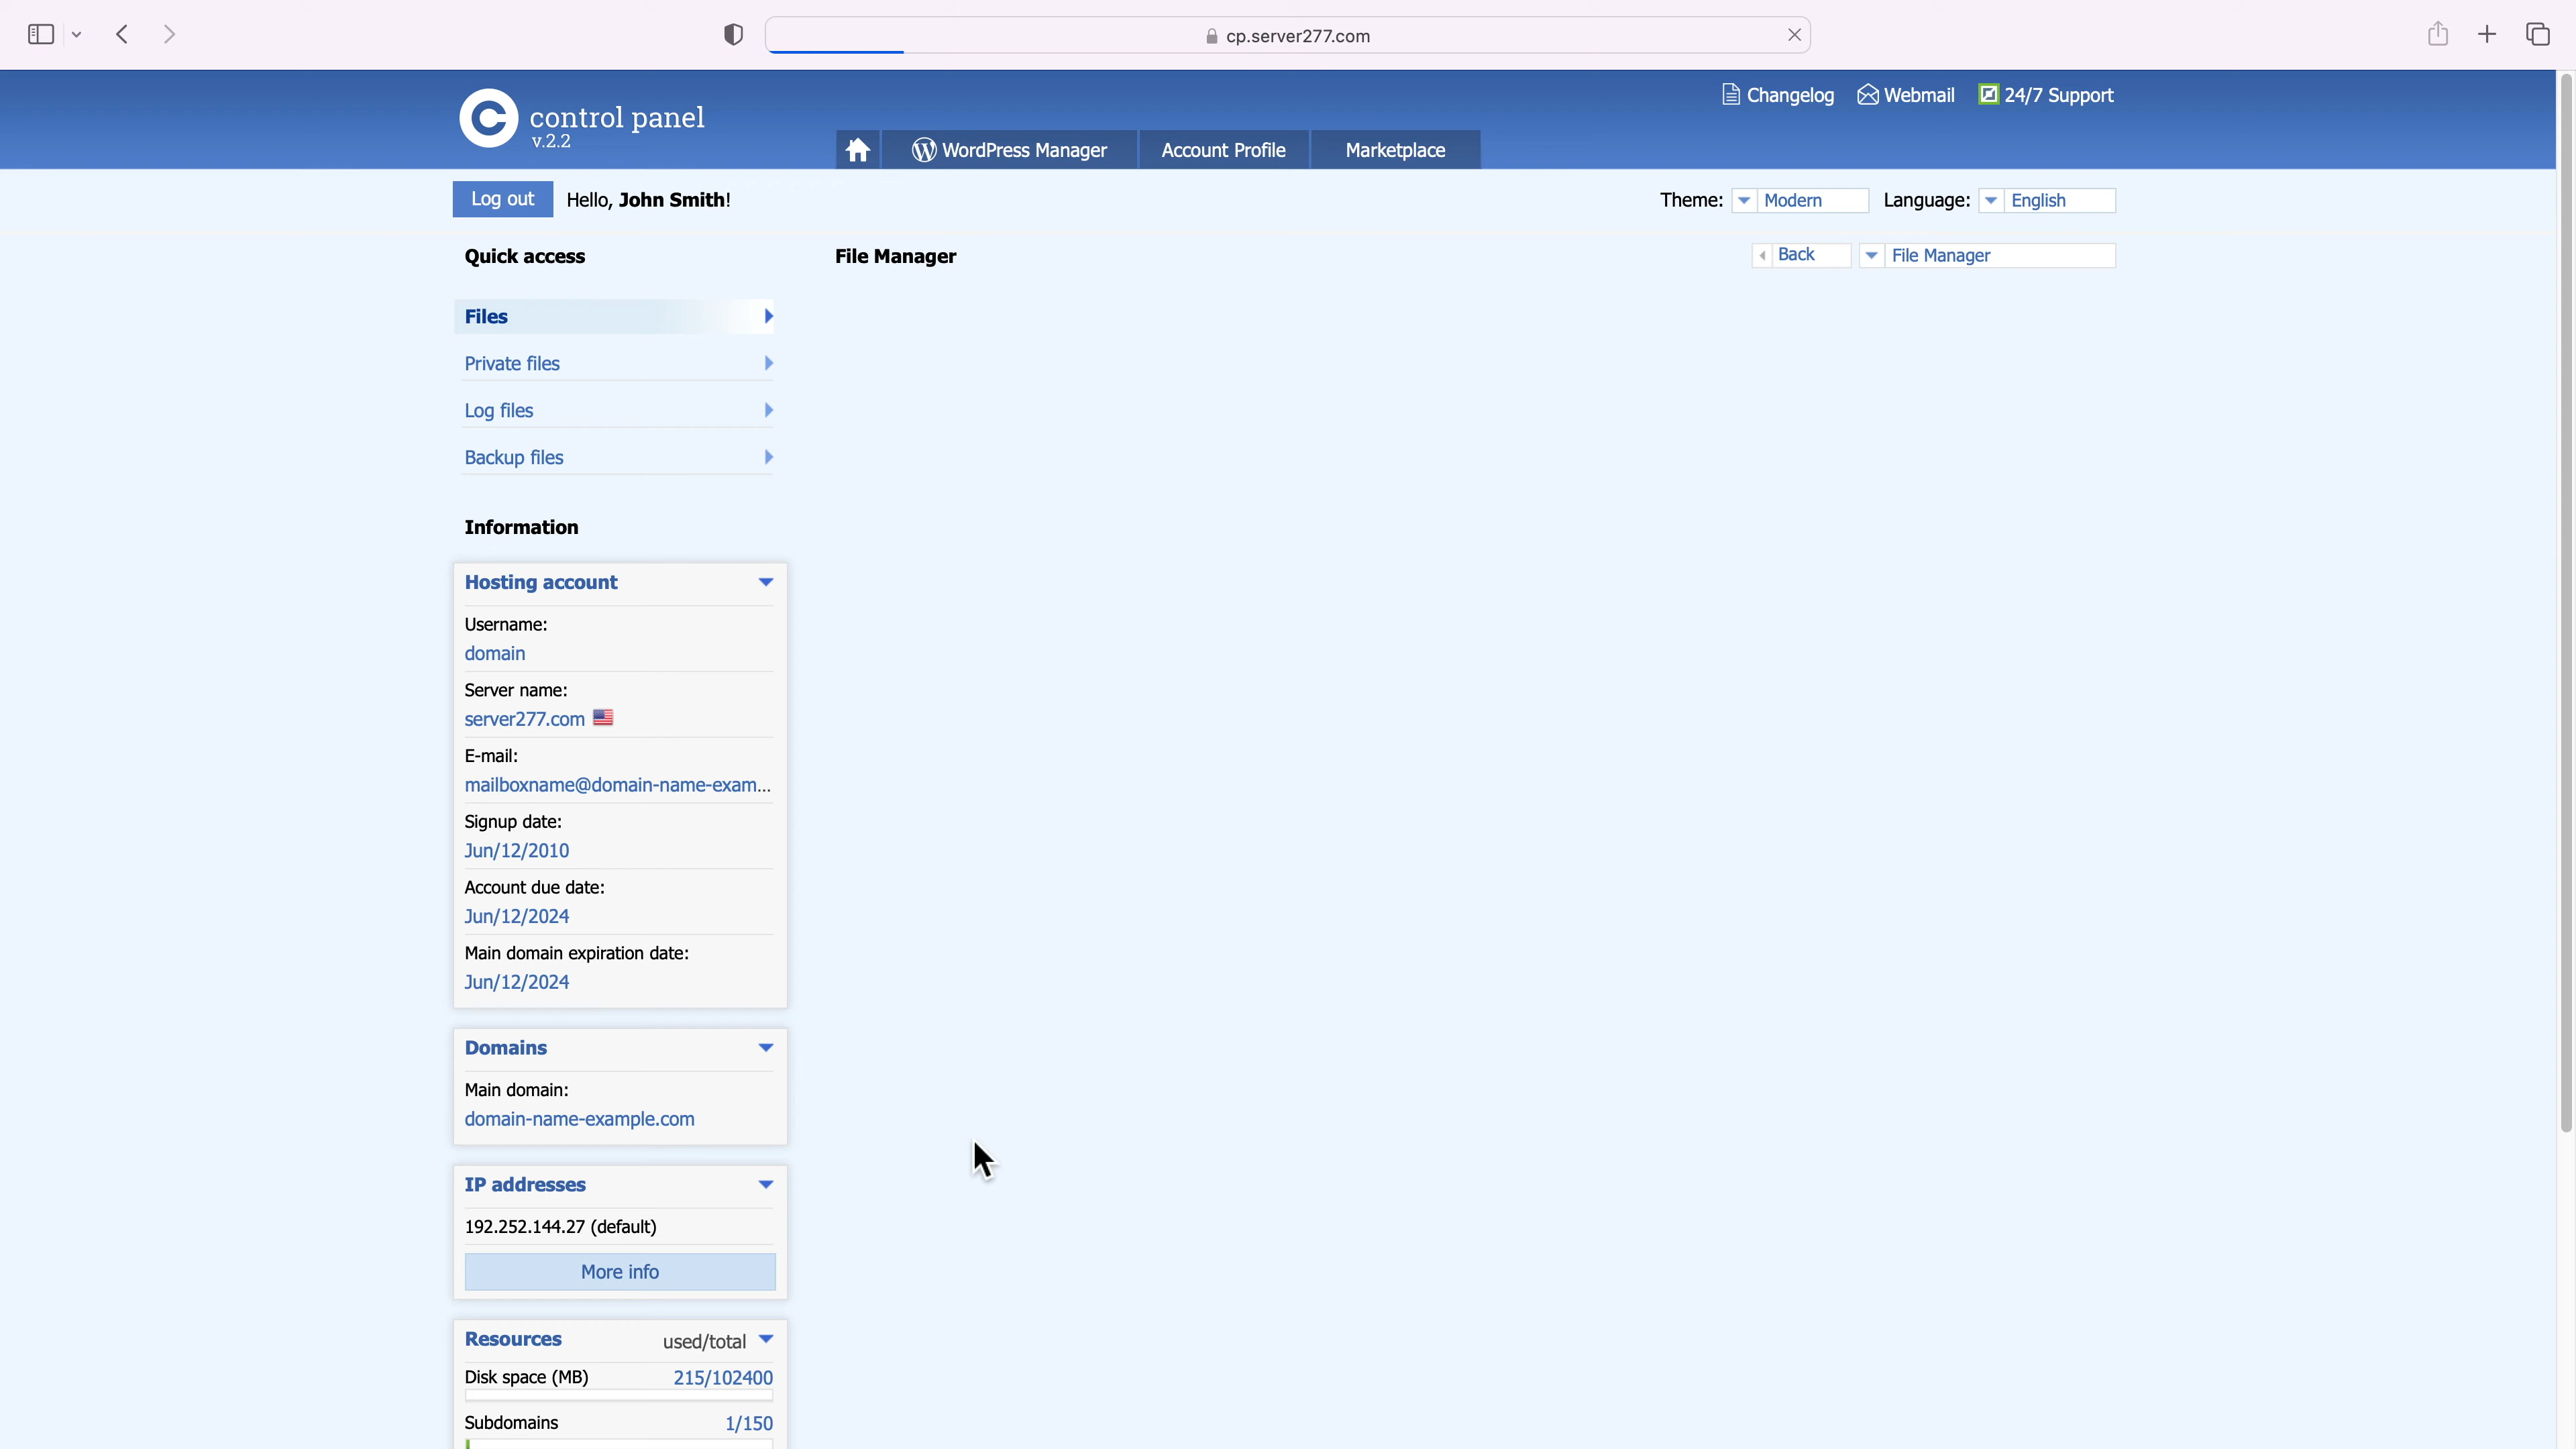 cp.server277.com
control panel
v.2.2
Changelog Webmail 24/7 Support
WordPress Manager Account Profile Marketplace
Log out Hello, John Smith! Theme: Modern Language: English
Quick access
File Manager
Back File Manager
Files
Private files
Log files
Backup files
Information
Hosting account
Username:
domain
Server name:
server277.com
E-mail:
mailboxname@domain-name-exam...
Signup date:
Jun/12/2010
Account due date:
Jun/12/2024
Main domain expiration date:
Jun/12/2024
Domains
Main domain:
domain-name-example.com
IP addresses
192.252.144.27 (default)
More info
Resources used/total
Disk space (MB) 215/102400
Subdomains 1/150